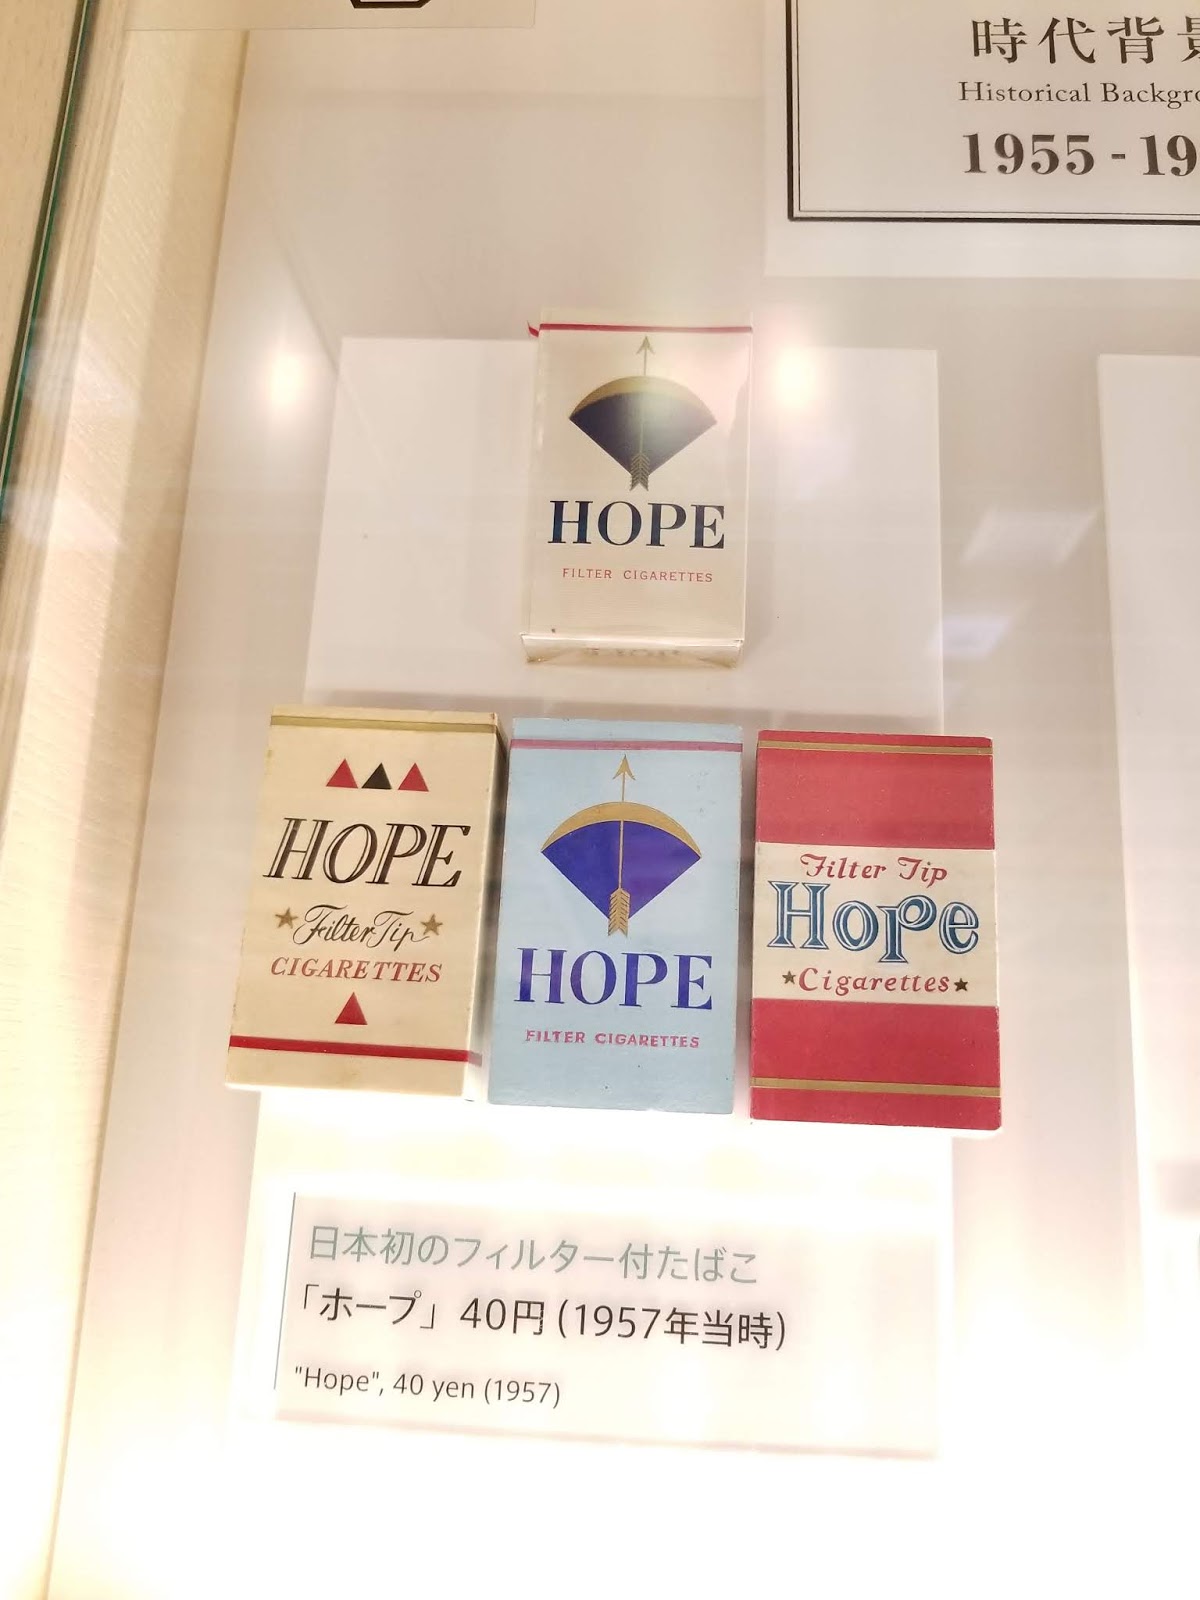 時代背
Historical Backgro
1955 - 19
HOPE
FILTER CIGARETTES
HOPE
Filter Tip
CIGARETTES
HOPE
FILTER CIGARETTES
Filter Tip
Hope
Cigarettes
日本初のフィルター付たばこ
「ホープ」40円 (1957年当時)
"Hope", 40 yen (1957)